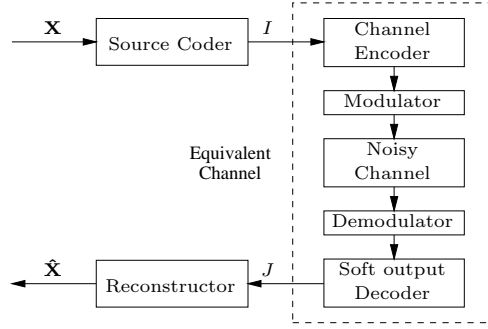 X
Source Coder
I
Channel
Encoder
Modulator
Equivalent
Channel
Noisy
Channel
Demodulator
X̂
Reconstructor
J
Soft output
Decoder